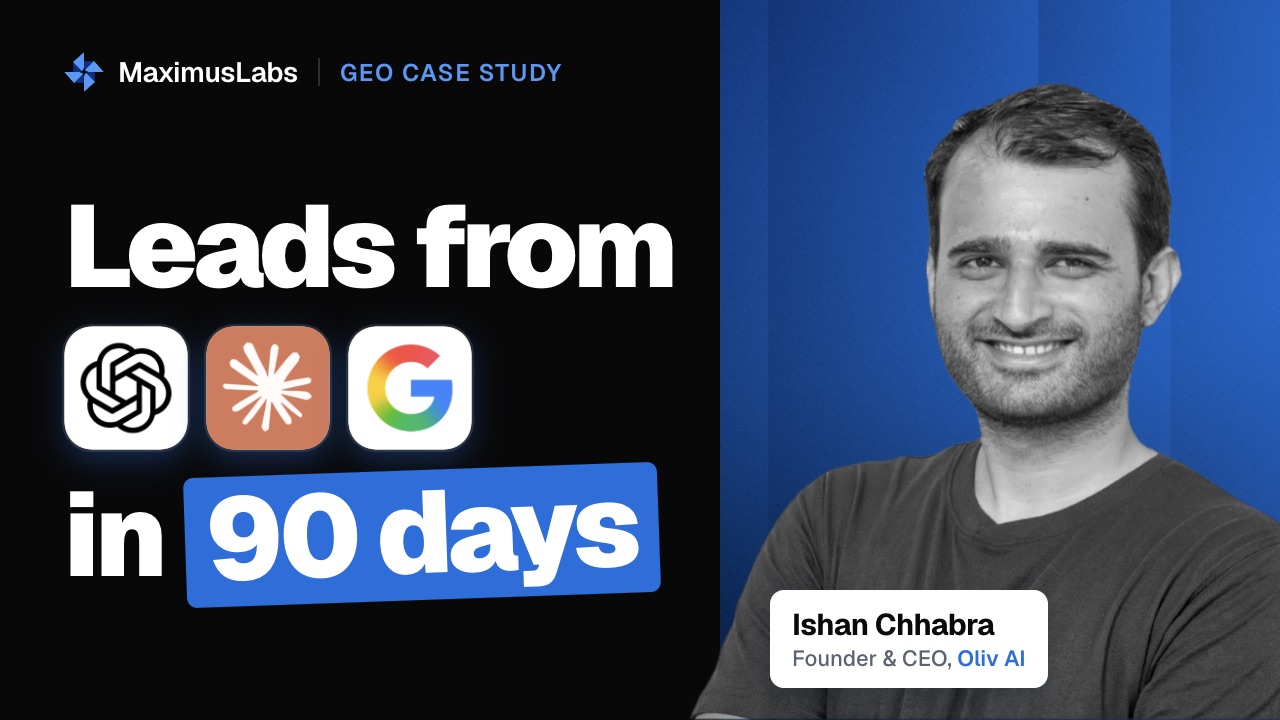 MaximusLabs | GEO CASE STUDY
Leads from
in 90 days
Ishan Chhabra
Founder & CEO, Oliv AI